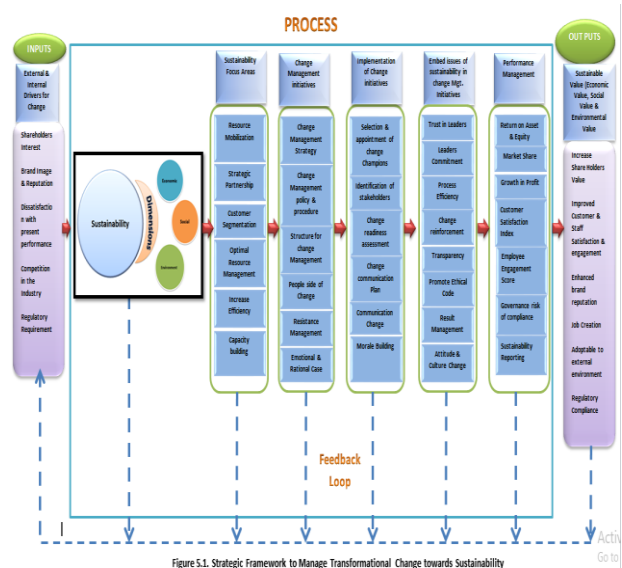 PROCESS
INPUTS
External &
Internal
Drivers for
Change
Shareholders
Interest
Brand Image
& Reputation
Dissatisfactio
n with
present
performance
Competition
in the
Industry
Regulatory
Requirement
Sustainability
Dimensions
Economic
Social
Environment
Sustainability
Focus Areas
Resource
Mobilization
Strategic
Partnership
Customer
Segmentation
Optimal
Resource
Management
Increase
Efficiency
Capacity
building
Change
Management
initiatives
Change
Management
Strategy
Change
Management
policy &
procedure
Structure for
change
Management
People side of
Change
Resistance
Management
Emotional &
Rational Case
Implementation
of Change
initiatives
Selection &
appointment of
change
Champions
Identification of
stakeholders
Change
readiness
assessment
Change
communication
Plan
Communication
Change
Morale Building
Embed issues of
sustainability in
change Mgt.
Initiatives
Trust in Leaders
Leaders
Commitment
Process
Efficiency
Change
reinforcement
Transparency
Promote Ethical
Code
Result
Management
Attitude &
Culture Change
Performance
Management
Return on Asset
& Equity
Market Share
Growth in Profit
Customer
Satisfaction
Index
Employee
Engagement
Score
Governance risk
of compliance
Sustainability
Reporting
OUT PUTS
Sustainable
Value [Economic
Value, Social
Value &
Environmental
Value
Increase
Share Holders
Value
Improved
Customer &
Staff
Satisfaction &
engagement
Enhanced
brand
reputation
Job Creation
Adoptable to
external
environment
Regulatory
Compliance
Feedback
Loop
Activ
Go to
Figure 5.1. Strategic Framework to Manage Transformational Change towards Sustainability